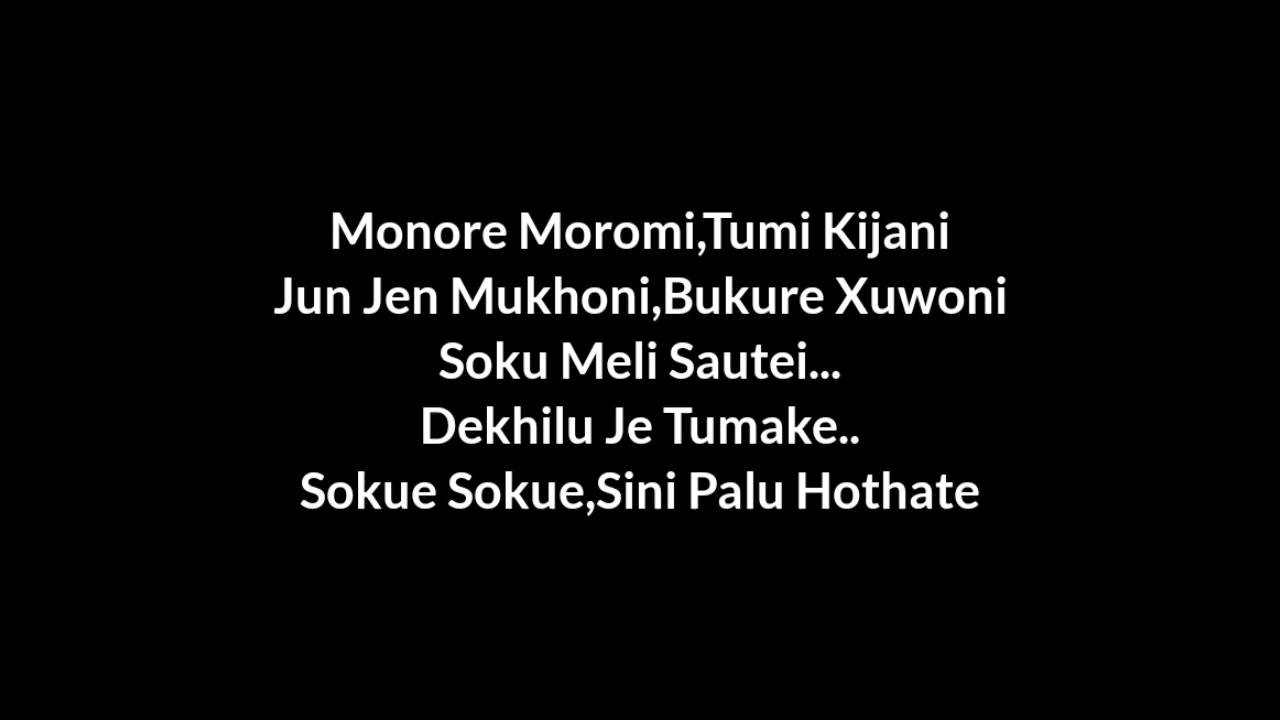 Monore Moromi,Tumi Kijani
Jun Jen Mukhoni,Bukure Xuwoni
Soku Meli Sautei...
Dekhilu Je Tumake..
Sokue Sokue,Sini Palu Hothate